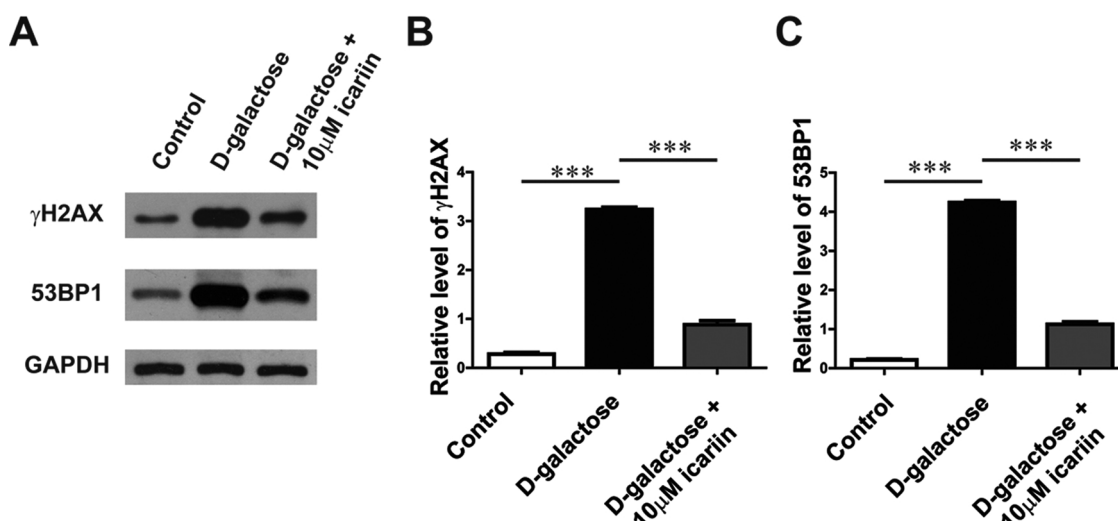 A
Control
D-galactose
D-galactose +
10μM icariin
γH2AX
53BP1
GAPDH
B
Relative level of γH2AX
4
3
2
1
0
***
***
Control
D-galactose
D-galactose +
10μM icariin
C
Relative level of 53BP1
5
4
3
2
1
0
***
***
Control
D-galactose
D-galactose +
10μM icariin